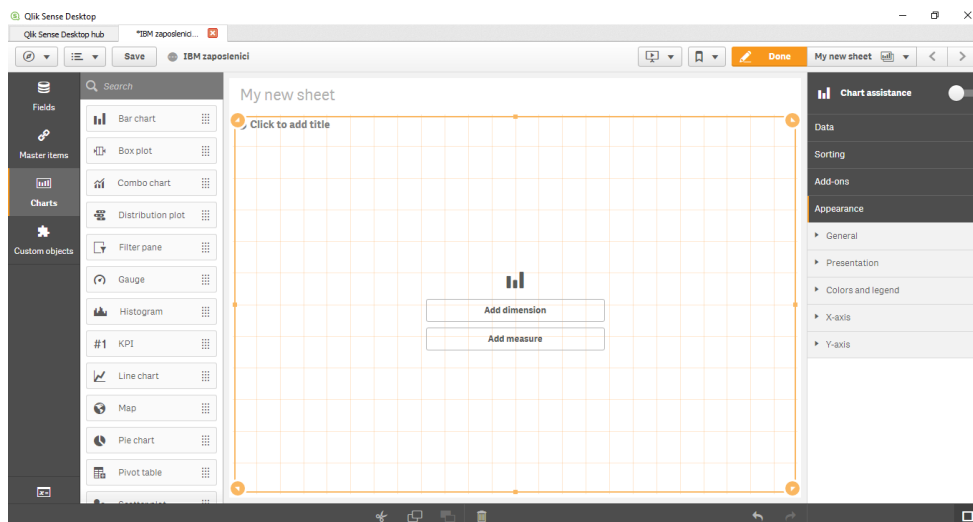 Qlik Sense Desktop
Qlik Sense Desktop hub
*IBM zaposlenici...
Save
IBM zaposlenici
Done
My new sheet
Fields
Master items
Charts
Custom objects
Search
Bar chart
Box plot
Combo chart
Distribution plot
Filter pane
Gauge
Histogram
#1 KPI
Line chart
Map
Pie chart
Pivot table
My new sheet
Click to add title
Add dimension
Add measure
Chart assistance
Data
Sorting
Add-ons
Appearance
General
Presentation
Colors and legend
X-axis
Y-axis